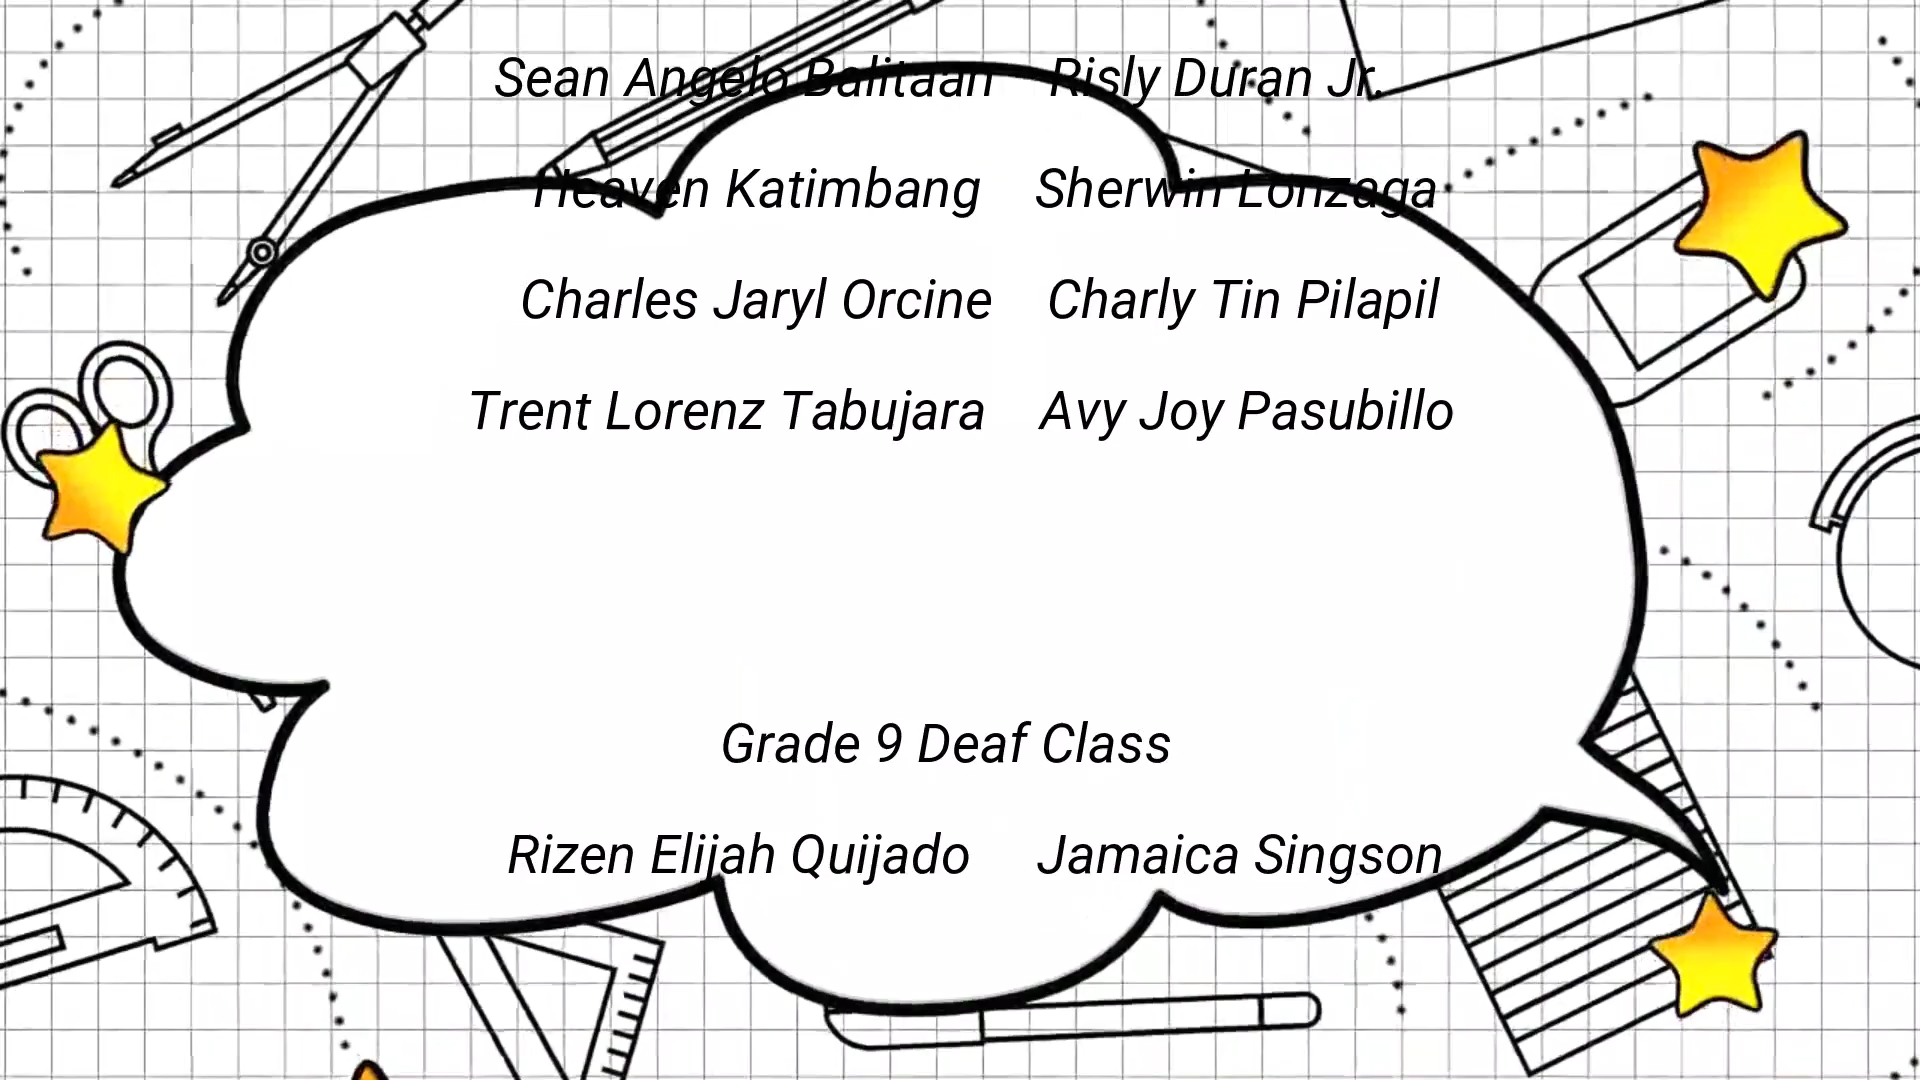 Sean Angelo Balitaan Risly Duran Jr.
Heaven Katimbang Sherwin Lonzaga
Charles Jaryl Orcine Charly Tin Pilapil
Trent Lorenz Tabujara Avy Joy Pasubillo
Grade 9 Deaf Class
Rizen Elijah Quijado Jamaica Singson